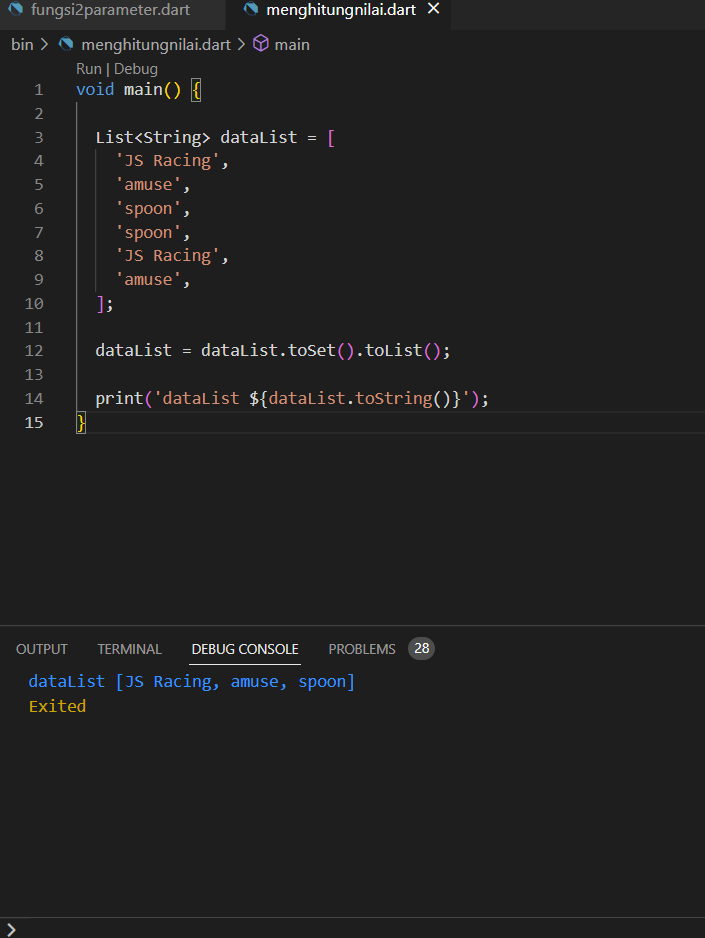 fungsi2parameter.dart menghitungnilai.dart
bin > menghitungnilai.dart > main
Run | Debug
1 void main() {
2
3 List<String> dataList = [
4 'JS Racing',
5 'amuse',
6 'spoon',
7 'spoon',
8 'JS Racing',
9 'amuse',
10 ];
11
12 dataList = dataList.toSet().toList();
13
14 print('dataList ${dataList.toString()}');
15 }
OUTPUT TERMINAL DEBUG CONSOLE PROBLEMS 28
dataList [JS Racing, amuse, spoon]
Exited